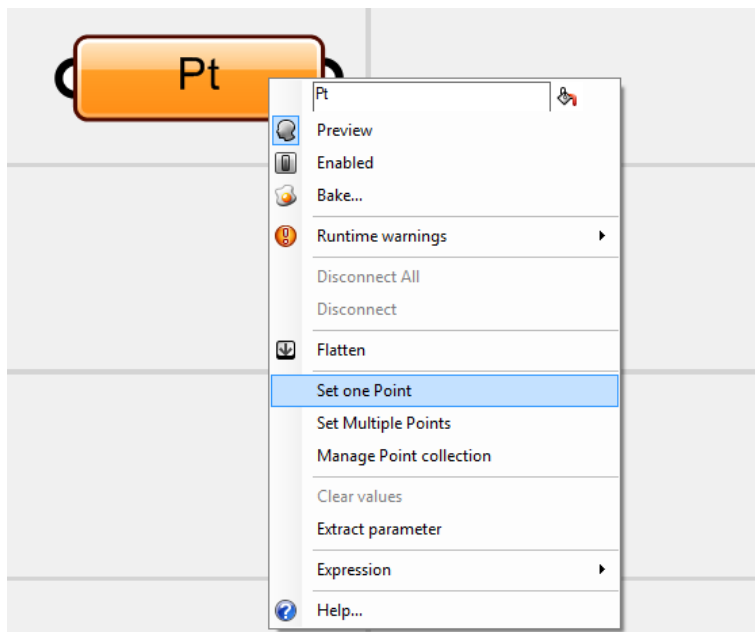 Pt
Pt
Preview
Enabled
Bake...
Runtime warnings
Disconnect All
Disconnect
Flatten
Set one Point
Set Multiple Points
Manage Point collection
Clear values
Extract parameter
Expression
Help...